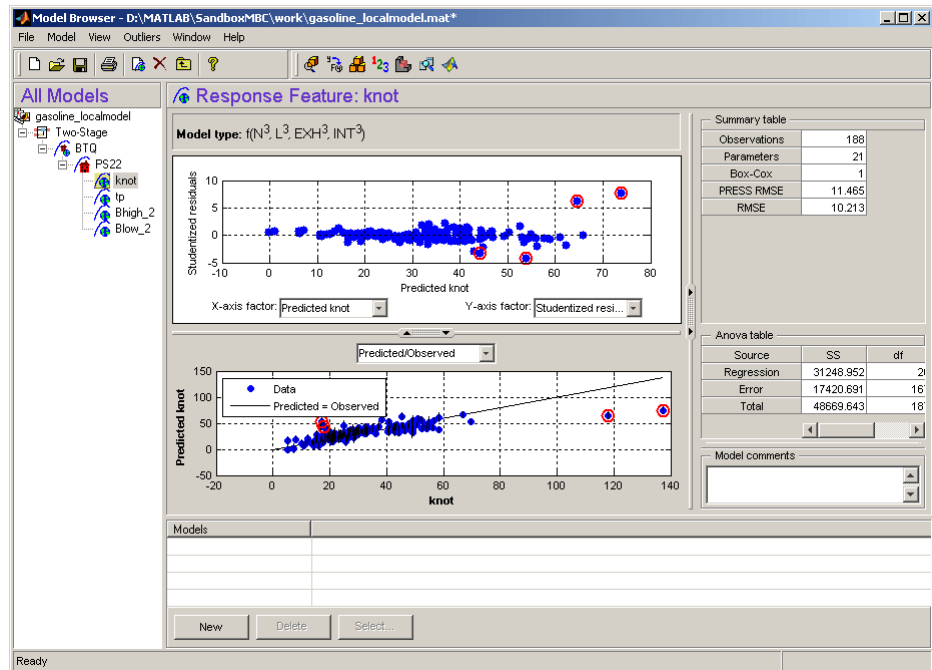 Model Browser - D:\MATLAB\SandboxMBC\work\gasoline_localmodel.mat*
File Model View Outliers Window Help
All Models
gasoline_localmodel
Two-Stage
BTQ
PS22
knot
tp
Bhigh_2
Blow_2
Response Feature: knot
Model type: f(N³, L³, EXH³, INT³)
Studentized residuals
10
5
0
-5
-10 0 10 20 30 40 50 60 70 80
Predicted knot
X-axis factor: Predicted knot Y-axis factor: Studentized resi...
Predicted/Observed
Predicted knot
150
100
50
0
-50
Data
Predicted = Observed
-20 0 20 40 60 80 100 120 140
knot
Summary table
Observations 188
Parameters 21
Box-Cox 1
PRESS RMSE 11.465
RMSE 10.213
Anova table
Source SS df
Regression 31248.952 2
Error 17420.691 16
Total 48669.643 18
Model comments
Models
New Delete Select...
Ready